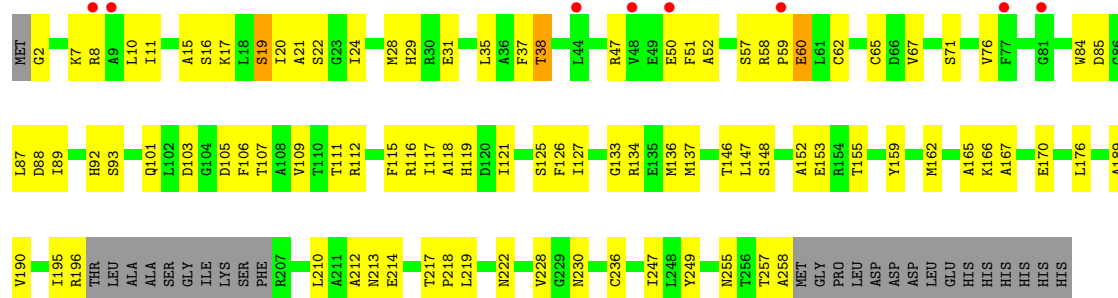 MET G2 K7 R8 A9 L10 I11 A15 S16 K17 L18 S19 I20 A21 S22 G23 I24 M28 H29 R30 E31 L35 A36 F37 T38 L44 R47 V48 E49 E50 F51 A52 S57 R58 P59 E60 L61 C62 C65 D66 V67 S71 V76 F77 G81 W84 D85 G86
L87 D88 I89 H92 S93 Q101 L102 D103 G104 D105 F106 T107 A108 V109 T110 T111 R112 F115 R116 I117 A118 H119 D120 I121 S125 F126 I127 G133 R134 E135 M136 M137 T146 L147 S148 A152 E153 R154 T155 Y159 M162 A165 K166 A167 E170 L176 A189
V190 I195 R196 THR LEU ALA ALA SER GLY ILE LYS SER PHE R207 L210 A211 A212 N213 E214 T217 P218 L219 N222 V228 G229 N230 C236 I247 L248 Y249 N255 T256 T257 A258 MET GLY PRO LEU ASP ASP ASP LEU GLU HIS HIS HIS HIS HIS HIS